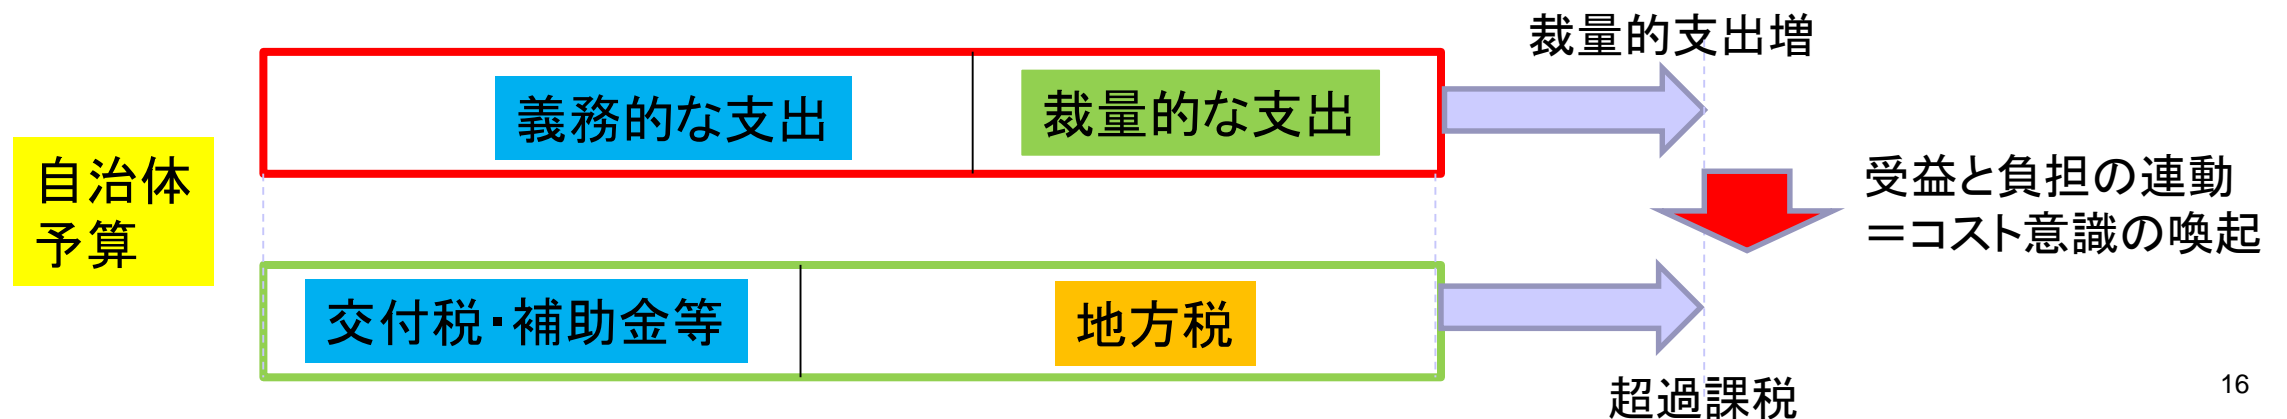 裁量的支出増
義務的な支出
裁量的な支出
自治体
予算
受益と負担の連動
＝コスト意識の喚起
交付税・補助金等
地方税
超過課税
16